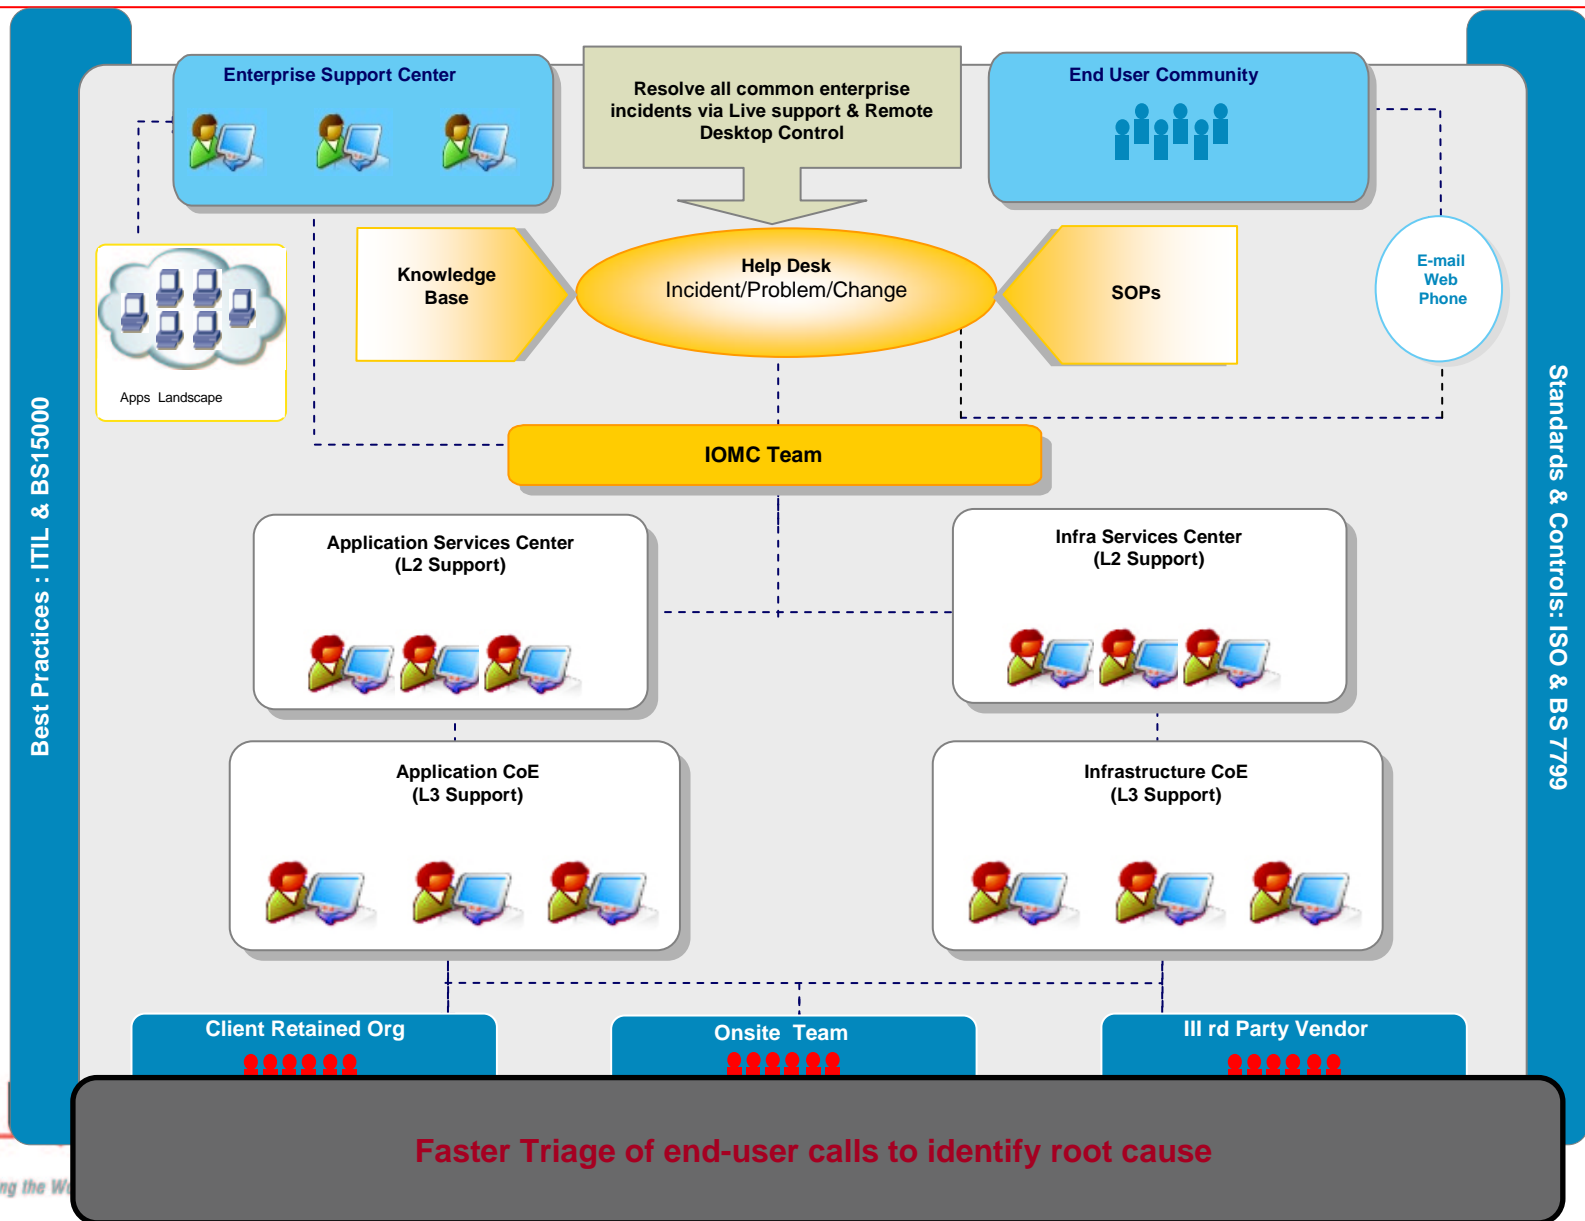 Enterprise Support Center
Resolve all common enterprise
incidents via Live support & Remote
Desktop Control
End User Community
Knowledge
Base
Help Desk
Incident/Problem/Change
SOPs
E-mail
Web
Phone
Apps Landscape
IOMC Team
Best Practices : ITIL & BS15000
Standards & Controls: ISO & BS 7799
Application Services Center
(L2 Support)
Infra Services Center
(L2 Support)
Application CoE
(L3 Support)
Infrastructure CoE
(L3 Support)
Client Retained Org
Onsite Team
III rd Party Vendor
Faster Triage of end-user calls to identify root cause
ng the